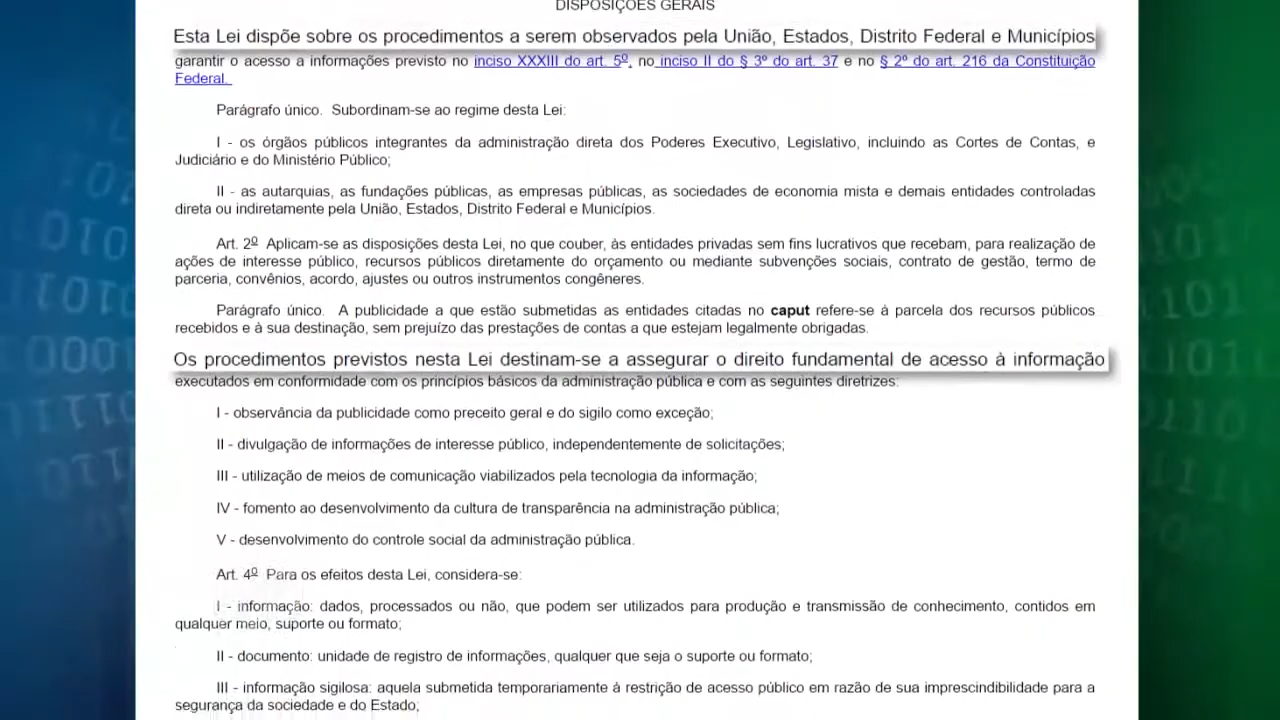 DISPOSIÇÕES GERAIS
Esta Lei dispõe sobre os procedimentos a serem observados pela União, Estados, Distrito Federal e Municípios
garantir o acesso a informações previsto no inciso XXXIII do art. 5º, no inciso II do § 3º do art. 37 e no § 2º do art. 216 da Constituição
Federal.
Parágrafo único. Subordinam-se ao regime desta Lei:
I - os órgãos públicos integrantes da administração direta dos Poderes Executivo, Legislativo, incluindo as Cortes de Contas, e
Judiciário e do Ministério Público;
II - as autarquias, as fundações públicas, as empresas públicas, as sociedades de economia mista e demais entidades controladas
direta ou indiretamente pela União, Estados, Distrito Federal e Municípios.
Art. 2º Aplicam-se as disposições desta Lei, no que couber, às entidades privadas sem fins lucrativos que recebam, para realização de
ações de interesse público, recursos públicos diretamente do orçamento ou mediante subvenções sociais, contrato de gestão, termo de
parceria, convênios, acordo, ajustes ou outros instrumentos congêneres.
Parágrafo único. A publicidade a que estão submetidas as entidades citadas no caput refere-se à parcela dos recursos públicos
recebidos e à sua destinação, sem prejuízo das prestações de contas a que estejam legalmente obrigadas.
Os procedimentos previstos nesta Lei destinam-se a assegurar o direito fundamental de acesso à informação
executados em conformidade com os princípios básicos da administração pública e com as seguintes diretrizes:
I - observância da publicidade como preceito geral e do sigilo como exceção;
II - divulgação de informações de interesse público, independentemente de solicitações;
III - utilização de meios de comunicação viabilizados pela tecnologia da informação;
IV - fomento ao desenvolvimento da cultura de transparência na administração pública;
V - desenvolvimento do controle social da administração pública.
Art. 4º Para os efeitos desta Lei, considera-se:
I - informação: dados, processados ou não, que podem ser utilizados para produção e transmissão de conhecimento, contidos em
qualquer meio, suporte ou formato;
II - documento: unidade de registro de informações, qualquer que seja o suporte ou formato;
III - informação sigilosa: aquela submetida temporariamente à restrição de acesso público em razão de sua imprescindibilidade para a
segurança da sociedade e do Estado;